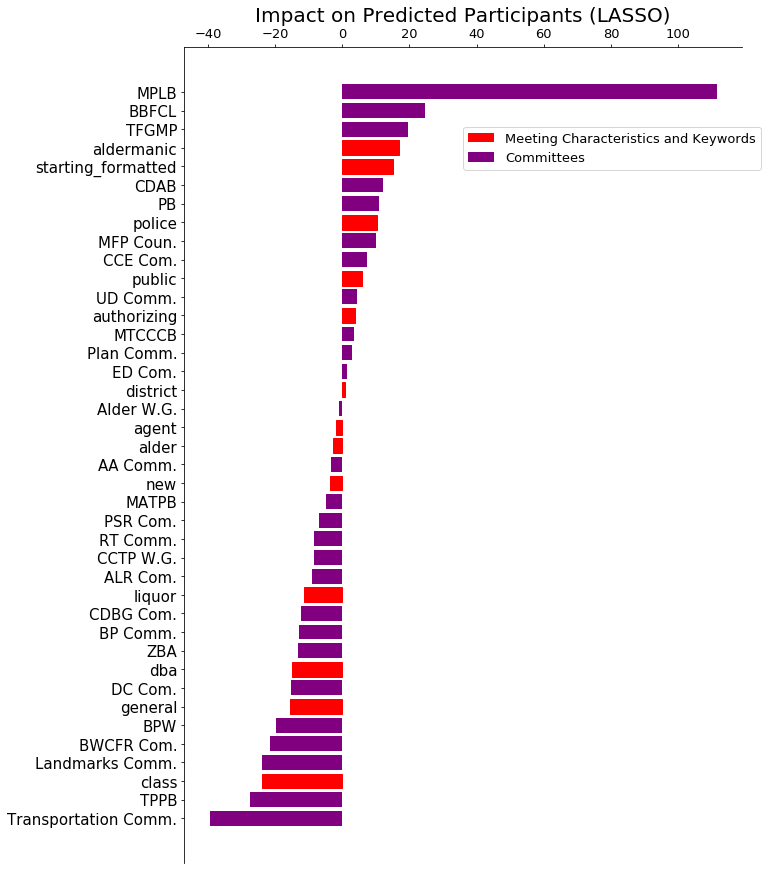 Impact on Predicted Participants (LASSO)
−40 −20 0 20 40 60 80 100
MPLB
BBFCL
TFGMP
aldermanic
starting_formatted
CDAB
PB
police
MFP Coun.
CCE Com.
public
UD Comm.
authorizing
MTCCCB
Plan Comm.
ED Com.
district
Alder W.G.
agent
alder
AA Comm.
new
MATPB
PSR Com.
RT Comm.
CCTP W.G.
ALR Com.
liquor
CDBG Com.
BP Comm.
ZBA
dba
DC Com.
general
BPW
BWCFR Com.
Landmarks Comm.
class
TPPB
Transportation Comm.
Meeting Characteristics and Keywords
Committees